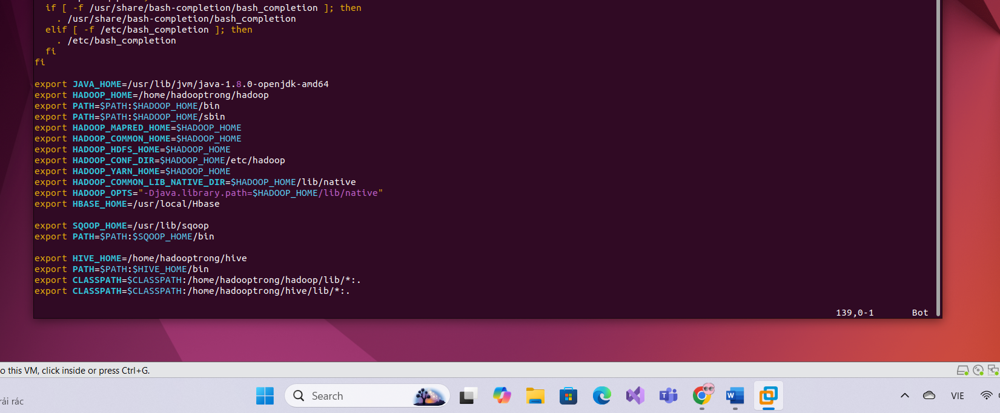 if [ -f /usr/share/bash-completion/bash_completion ]; then
. /usr/share/bash-completion/bash_completion
elif [ -f /etc/bash_completion ]; then
. /etc/bash_completion
fi
fi
export JAVA_HOME=/usr/lib/jvm/java-1.8.0-openjdk-amd64
export HADOOP_HOME=/home/hadooptrong/hadoop
export PATH=$PATH:$HADOOP_HOME/bin
export PATH=$PATH:$HADOOP_HOME/sbin
export HADOOP_MAPRED_HOME=$HADOOP_HOME
export HADOOP_COMMON_HOME=$HADOOP_HOME
export HADOOP_HDFS_HOME=$HADOOP_HOME
export HADOOP_CONF_DIR=$HADOOP_HOME/etc/hadoop
export HADOOP_YARN_HOME=$HADOOP_HOME
export HADOOP_COMMON_LIB_NATIVE_DIR=$HADOOP_HOME/lib/native
export HADOOP_OPTS="-Djava.library.path=$HADOOP_HOME/lib/native"
export HBASE_HOME=/usr/local/Hbase
export SQOOP_HOME=/usr/lib/sqoop
export PATH=$PATH:$SQOOP_HOME/bin
export HIVE_HOME=/home/hadooptrong/hive
export PATH=$PATH:$HIVE_HOME/bin
export CLASSPATH=$CLASSPATH:/home/hadooptrong/hadoop/lib/*:.
export CLASSPATH=$CLASSPATH:/home/hadooptrong/hive/lib/*:.
139,0-1 Bot
o this VM, click inside or press Ctrl+G.
rải rác
Search
VIE